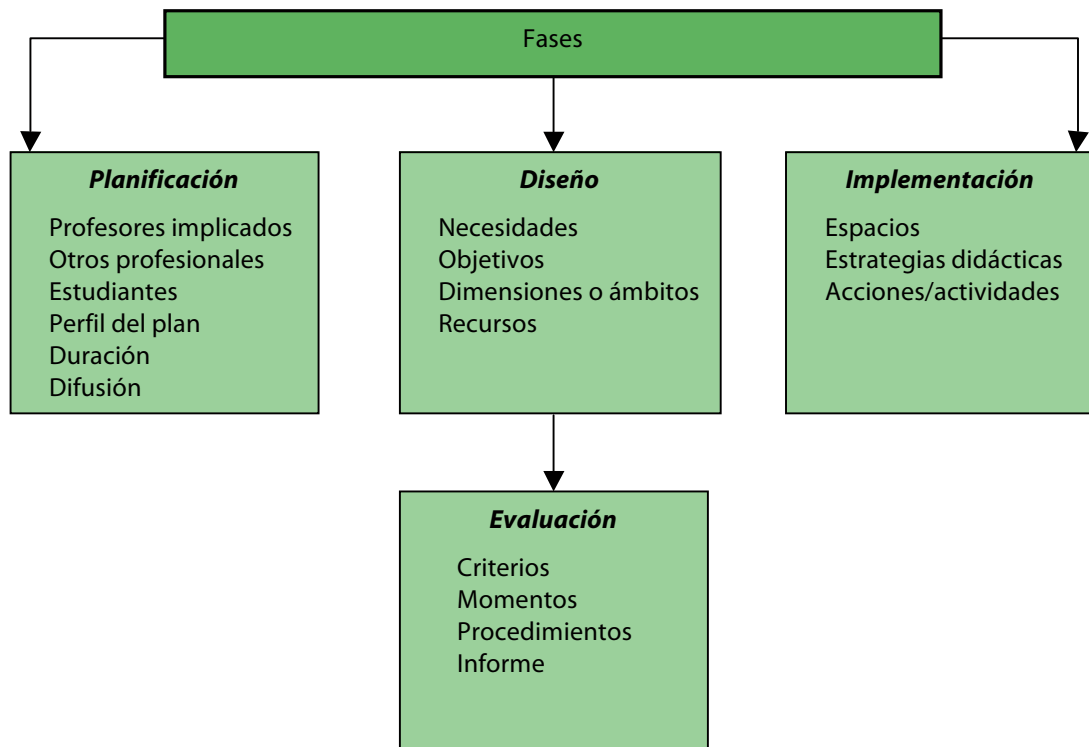 Fases
Planificación
Profesores implicados
Otros profesionales
Estudiantes
Perfil del plan
Duración
Difusión
Diseño
Necesidades
Objetivos
Dimensiones o ámbitos
Recursos
Implementación
Espacios
Estrategias didácticas
Acciones/actividades
Evaluación
Criterios
Momentos
Procedimientos
Informe